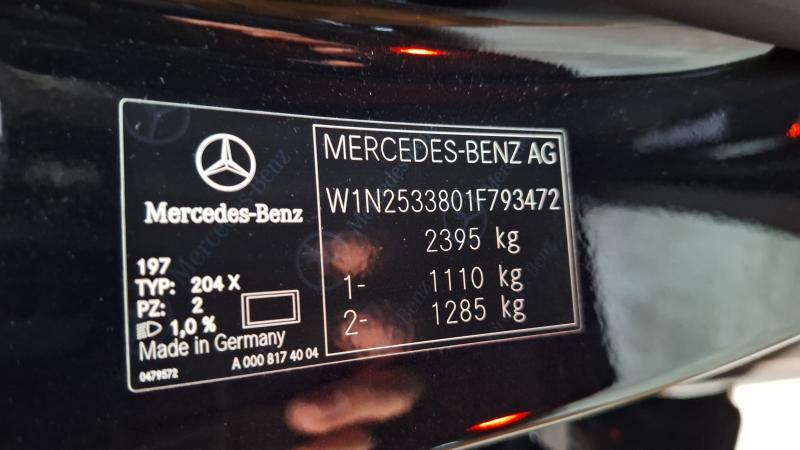 Mercedes-Benz
197
TYP: 204 X
PZ: 2
1,0 %
Made in Germany
A 000 817 40 04
0479572
MERCEDES-BENZ AG
W1N2533801F793472
2395 kg
1- 1110 kg
2- 1285 kg